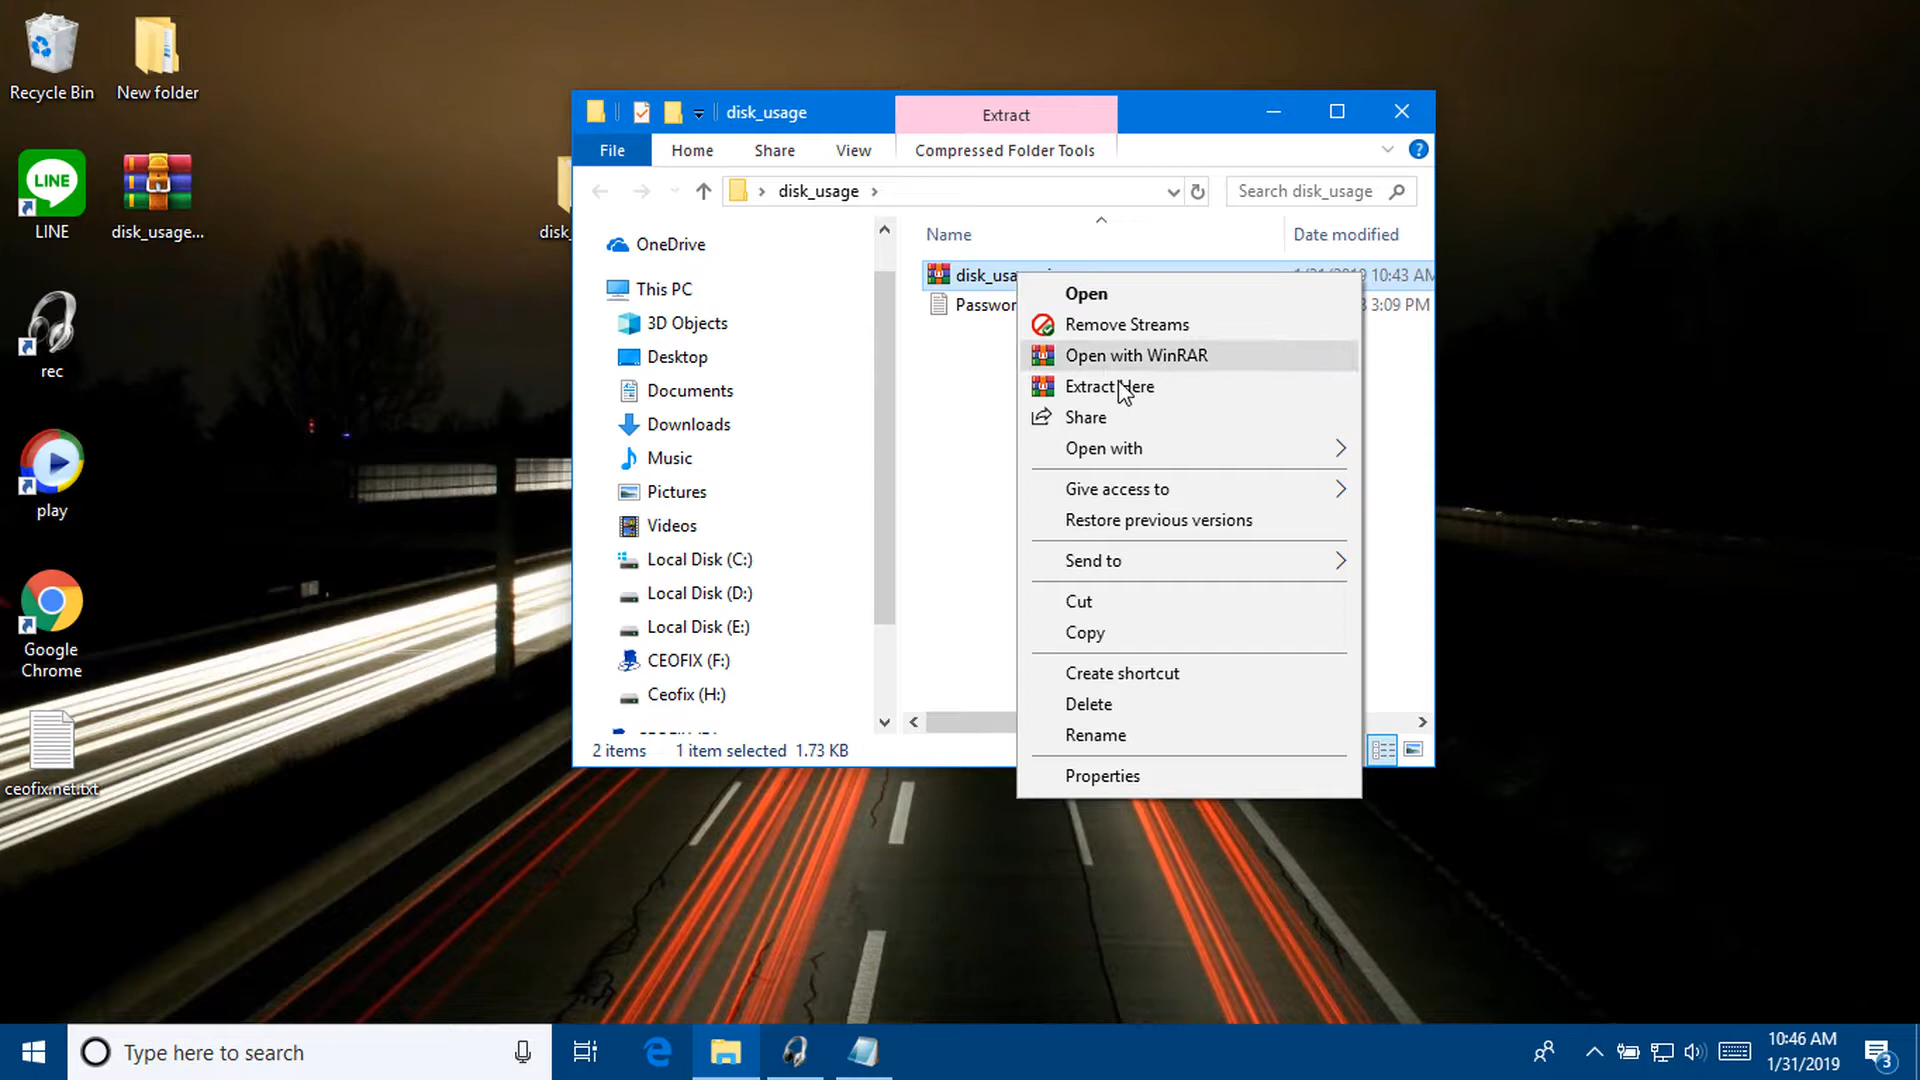 Recycle Bin
New folder
LINE
LINE
disk_usage...
rec
play
Google
Chrome
ceofix.net.txt
disk_
disk_usage
Extract
File
Home
Share
View
Compressed Folder Tools
disk_usage
Search disk_usage
OneDrive
This PC
3D Objects
Desktop
Documents
Downloads
Music
Pictures
Videos
Local Disk (C:)
Local Disk (D:)
Local Disk (E:)
CEOFIX (F:)
Ceofix (H:)
Name
Date modified
disk_usa
10:43 AM
Passwor
3:09 PM
Open
Remove Streams
Open with WinRAR
Extract Here
Share
Open with
Give access to
Restore previous versions
Send to
Cut
Copy
Create shortcut
Delete
Rename
Properties
2 items
1 item selected 1.73 KB
Type here to search
10:46 AM
1/31/2019
3